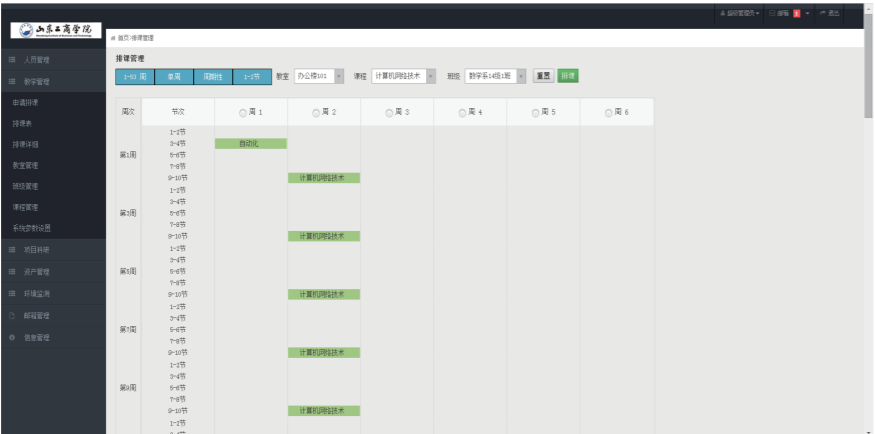 超级管理员 邮箱 1 退出
山东工商学院
首页/排课管理
人员管理
教学管理
申请排课
排课表
排课详细
教室管理
班级管理
课程管理
系统参数设置
项目科研
资产管理
环境监测
邮箱管理
信息管理
排课管理
单周 周期性 1-2节 教室 办公楼101 课程 计算机网络技术 班级 数学系14级1班 重置 排课
周次 节次 周 1 周 2 周 3 周 4 周 5 周 6
第1周
1-2节
3-4节 自动化
5-6节
7-8节
9-10节 计算机网络技术
第3周
1-2节
3-4节
5-6节
7-8节
9-10节 计算机网络技术
第5周
1-2节
3-4节
5-6节
7-8节
9-10节 计算机网络技术
第7周
1-2节
3-4节
5-6节
7-8节
9-10节 计算机网络技术
第9周
1-2节
3-4节
5-6节
7-8节
9-10节 计算机网络技术
1-2节